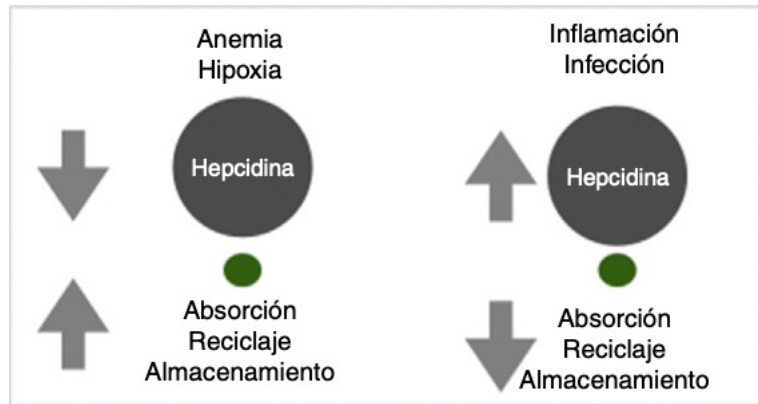 Anemia
Hipoxia
Hepcidina
Absorción
Reciclaje
Almacenamiento
Inflamación
Infección
Hepcidina
Absorción
Reciclaje
Almacenamiento